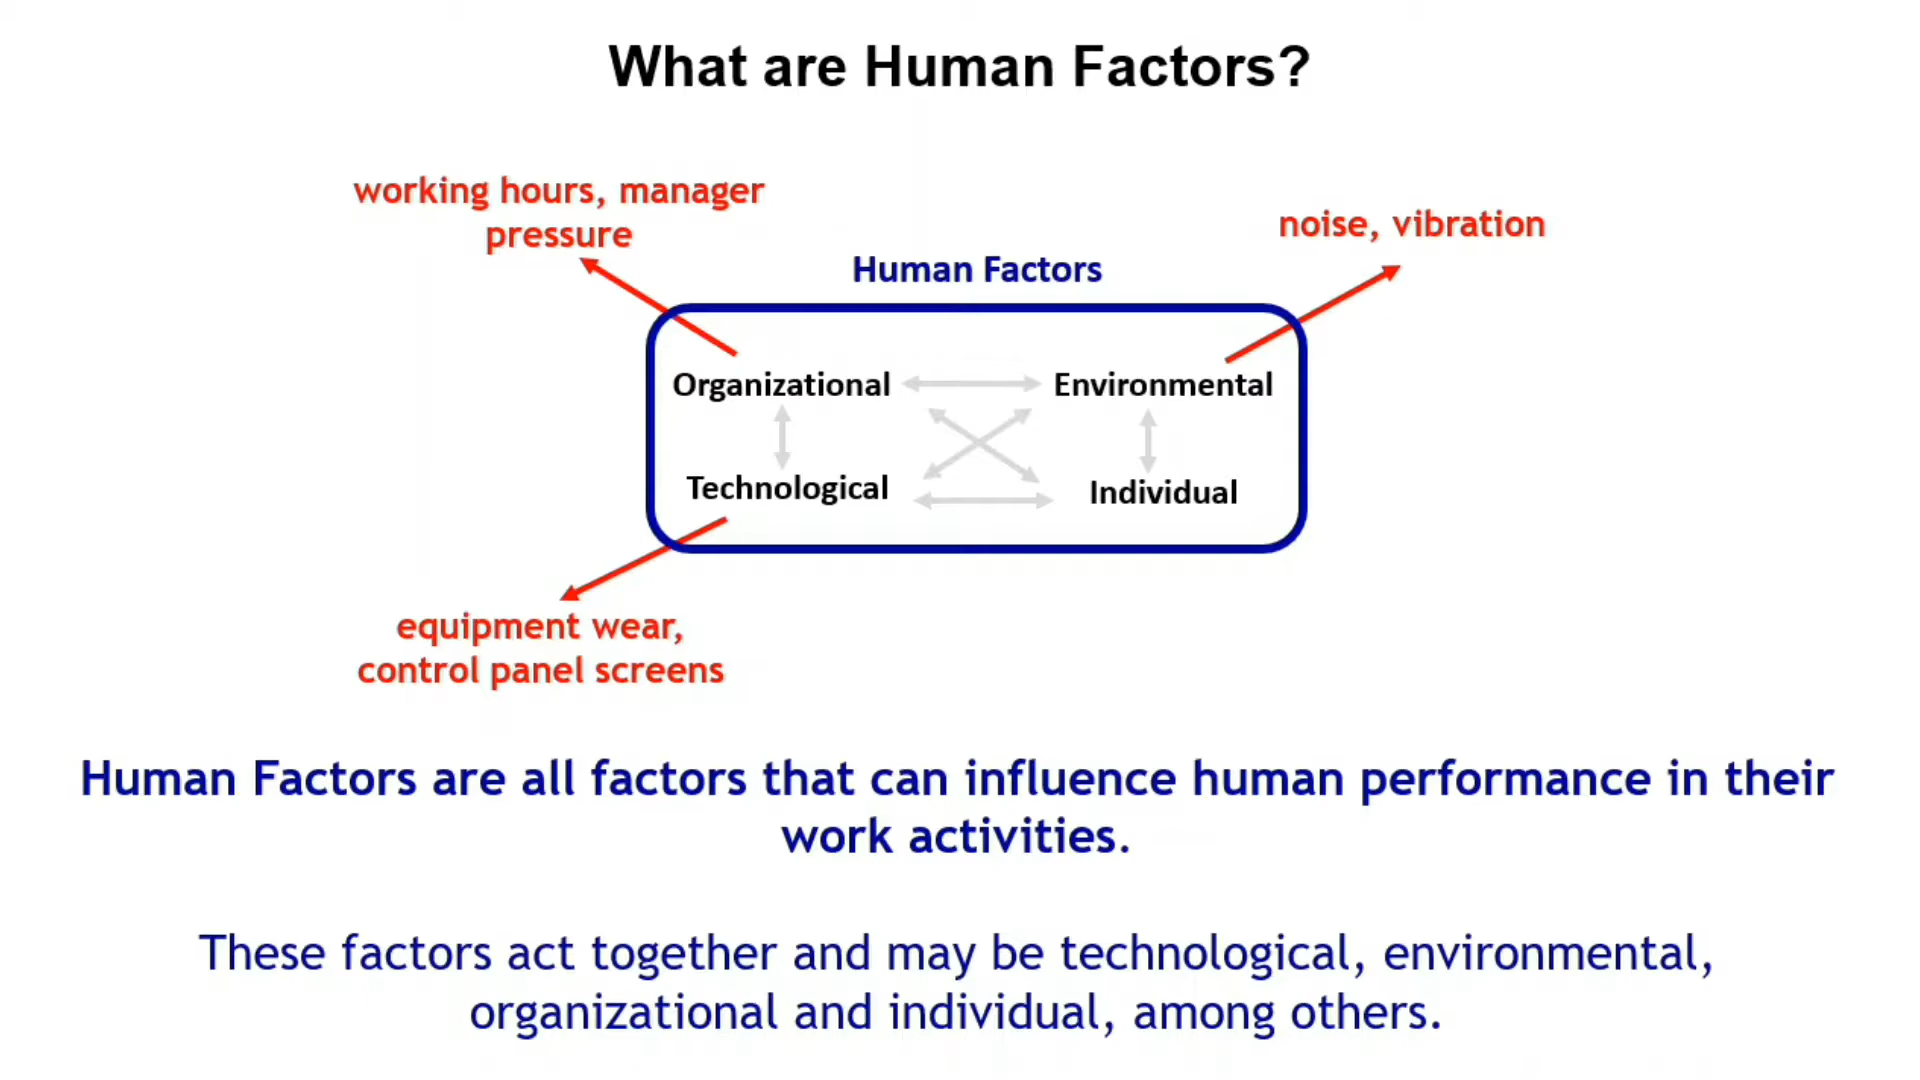 What are Human Factors?
working hours, manager
pressure
noise, vibration
Human Factors
Organizational
Environmental
Technological
Individual
equipment wear,
control panel screens
Human Factors are all factors that can influence human performance in their
work activities.
These factors act together and may be technological, environmental,
organizational and individual, among others.